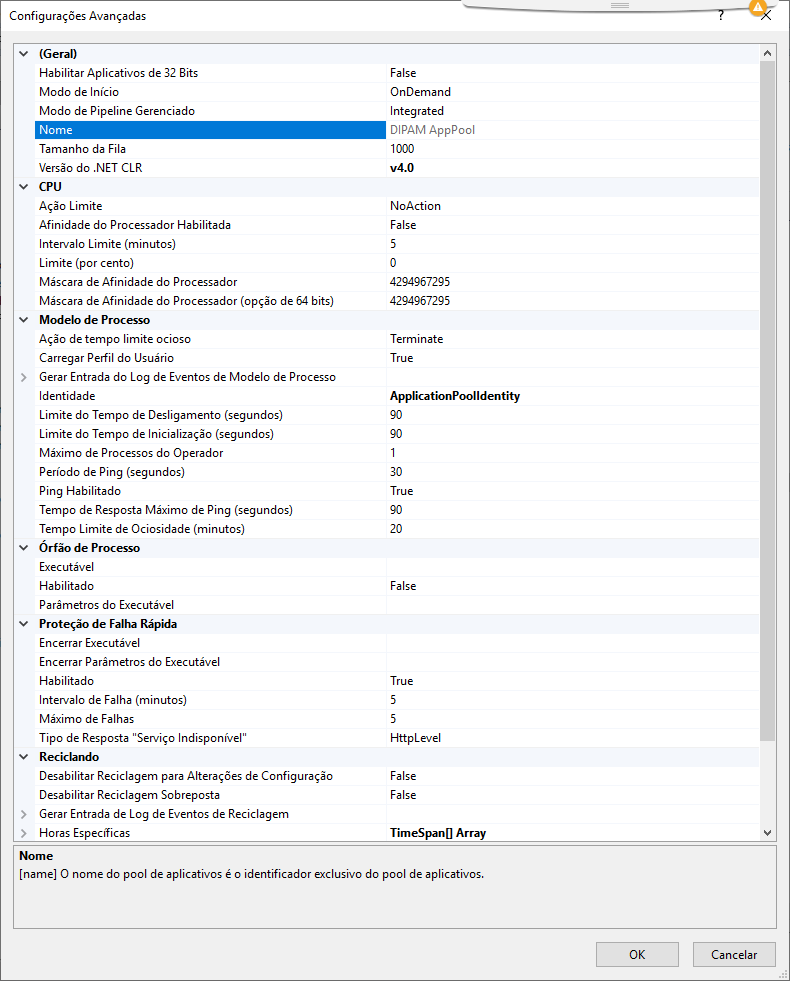 Configurações Avançadas
?
(Geral)
Habilitar Aplicativos de 32 Bits False
Modo de Início OnDemand
Modo de Pipeline Gerenciado Integrated
Nome DIPAM AppPool
Tamanho da Fila 1000
Versão do .NET CLR v4.0
CPU
Ação Limite NoAction
Afinidade do Processador Habilitada False
Intervalo Limite (minutos) 5
Limite (por cento) 0
Máscara de Afinidade do Processador 4294967295
Máscara de Afinidade do Processador (opção de 64 bits) 4294967295
Modelo de Processo
Ação de tempo limite ocioso Terminate
Carregar Perfil do Usuário True
Gerar Entrada do Log de Eventos de Modelo de Processo
Identidade ApplicationPoolIdentity
Limite do Tempo de Desligamento (segundos) 90
Limite do Tempo de Inicialização (segundos) 90
Máximo de Processos do Operador 1
Período de Ping (segundos) 30
Ping Habilitado True
Tempo de Resposta Máximo de Ping (segundos) 90
Tempo Limite de Ociosidade (minutos) 20
Órfão de Processo
Executável
Habilitado False
Parâmetros do Executável
Proteção de Falha Rápida
Encerrar Executável
Encerrar Parâmetros do Executável
Habilitado True
Intervalo de Falha (minutos) 5
Máximo de Falhas 5
Tipo de Resposta "Serviço Indisponível" HttpLevel
Reciclando
Desabilitar Reciclagem para Alterações de Configuração False
Desabilitar Reciclagem Sobreposta False
Gerar Entrada de Log de Eventos de Reciclagem
Horas Específicas TimeSpan[] Array
Nome
[name] O nome do pool de aplicativos é o identificador exclusivo do pool de aplicativos.
OK Cancelar